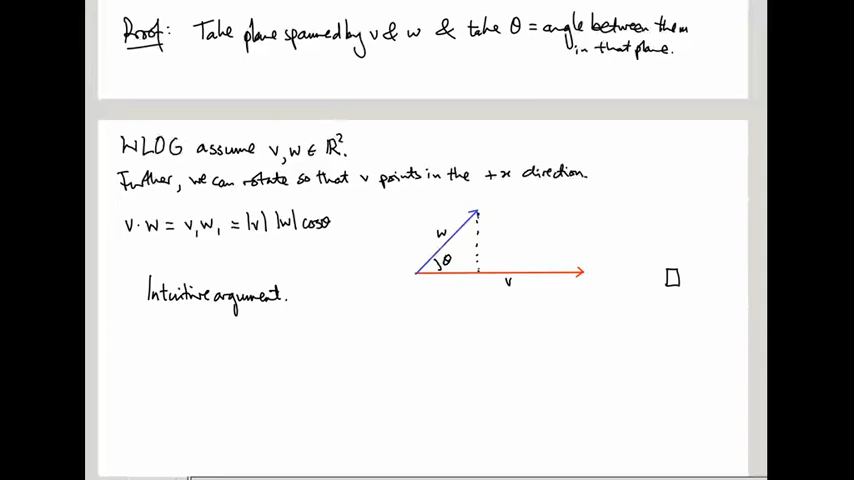 Proof: Take plane spanned by v & w & take θ = angle between them
in that plane.
WLOG assume v, w ∈ ℝ².
Further, we can rotate so that v points in the +x direction.
v · w = v₁w₁ = |v| |w| cosθ
w
θ
v
Intuitive argument.